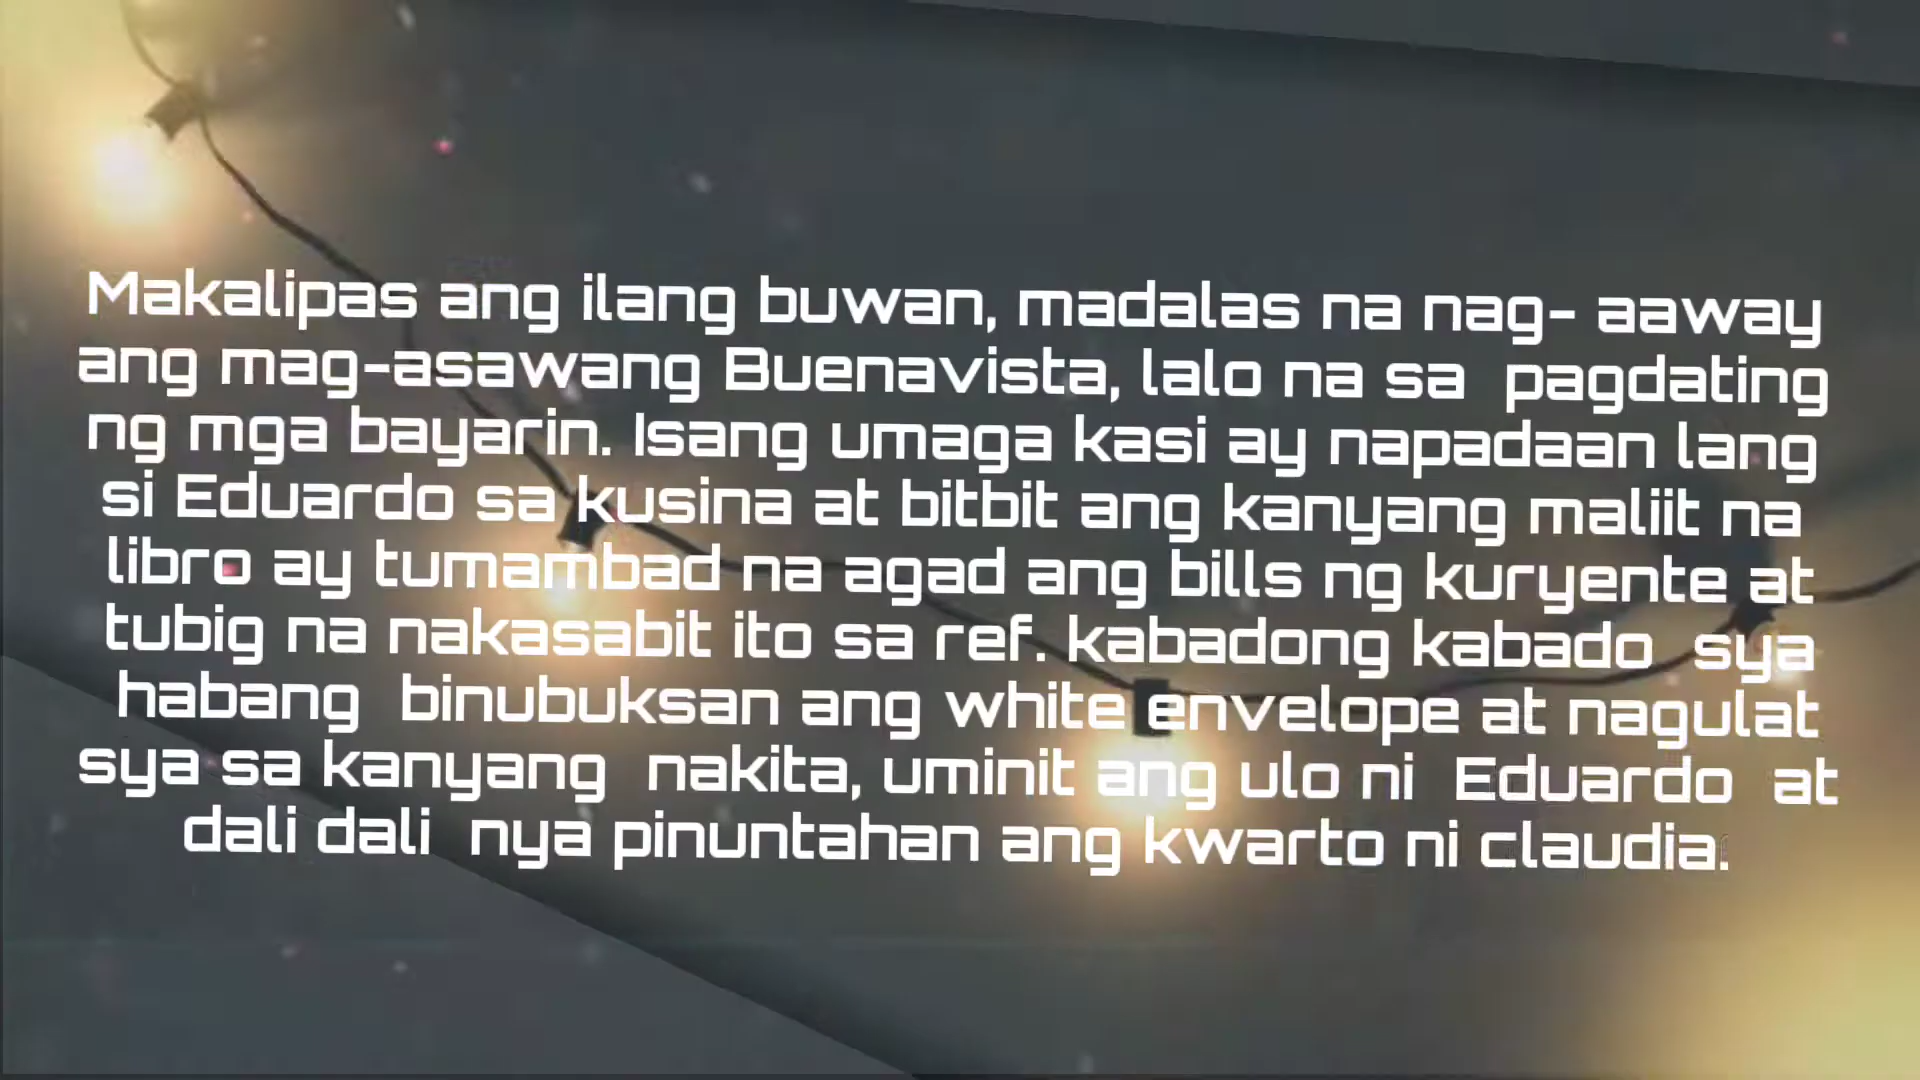 Makalipas ang ilang buwan, madalas na nag- aaway
ang mag-asawang Buenavista, lalo na sa pagdating
ng mga bayarin. Isang umaga kasi ay napadaan lang
si Eduardo sa kusina at bitbit ang kanyang maliit na
libro ay tumambad na agad ang bills ng kuryente at
tubig na nakasabit ito sa ref. kabadong kabado sya
habang binubuksan ang white envelope at nagulat
sya sa kanyang nakita, uminit ang ulo ni Eduardo at
dali dali nya pinuntahan ang kwarto ni claudia.